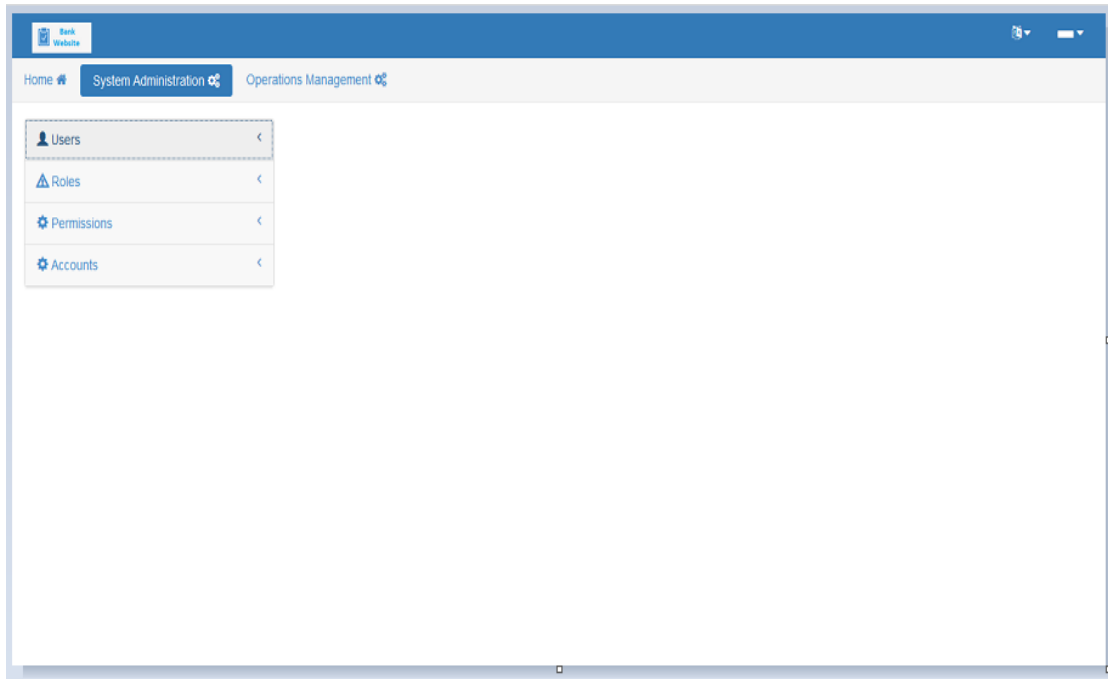 Bank
Website
Home
System Administration
Operations Management
Users
Roles
Permissions
Accounts